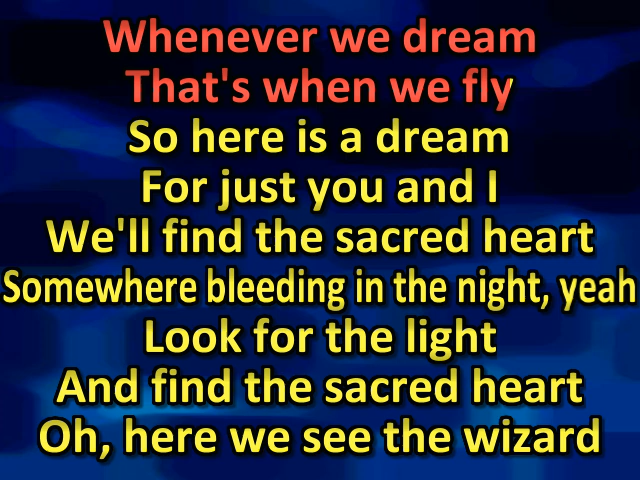 Whenever we dream
That's when we fly
So here is a dream
For just you and I
We'll find the sacred heart
Somewhere bleeding in the night, yeah
Look for the light
And find the sacred heart
Oh, here we see the wizard